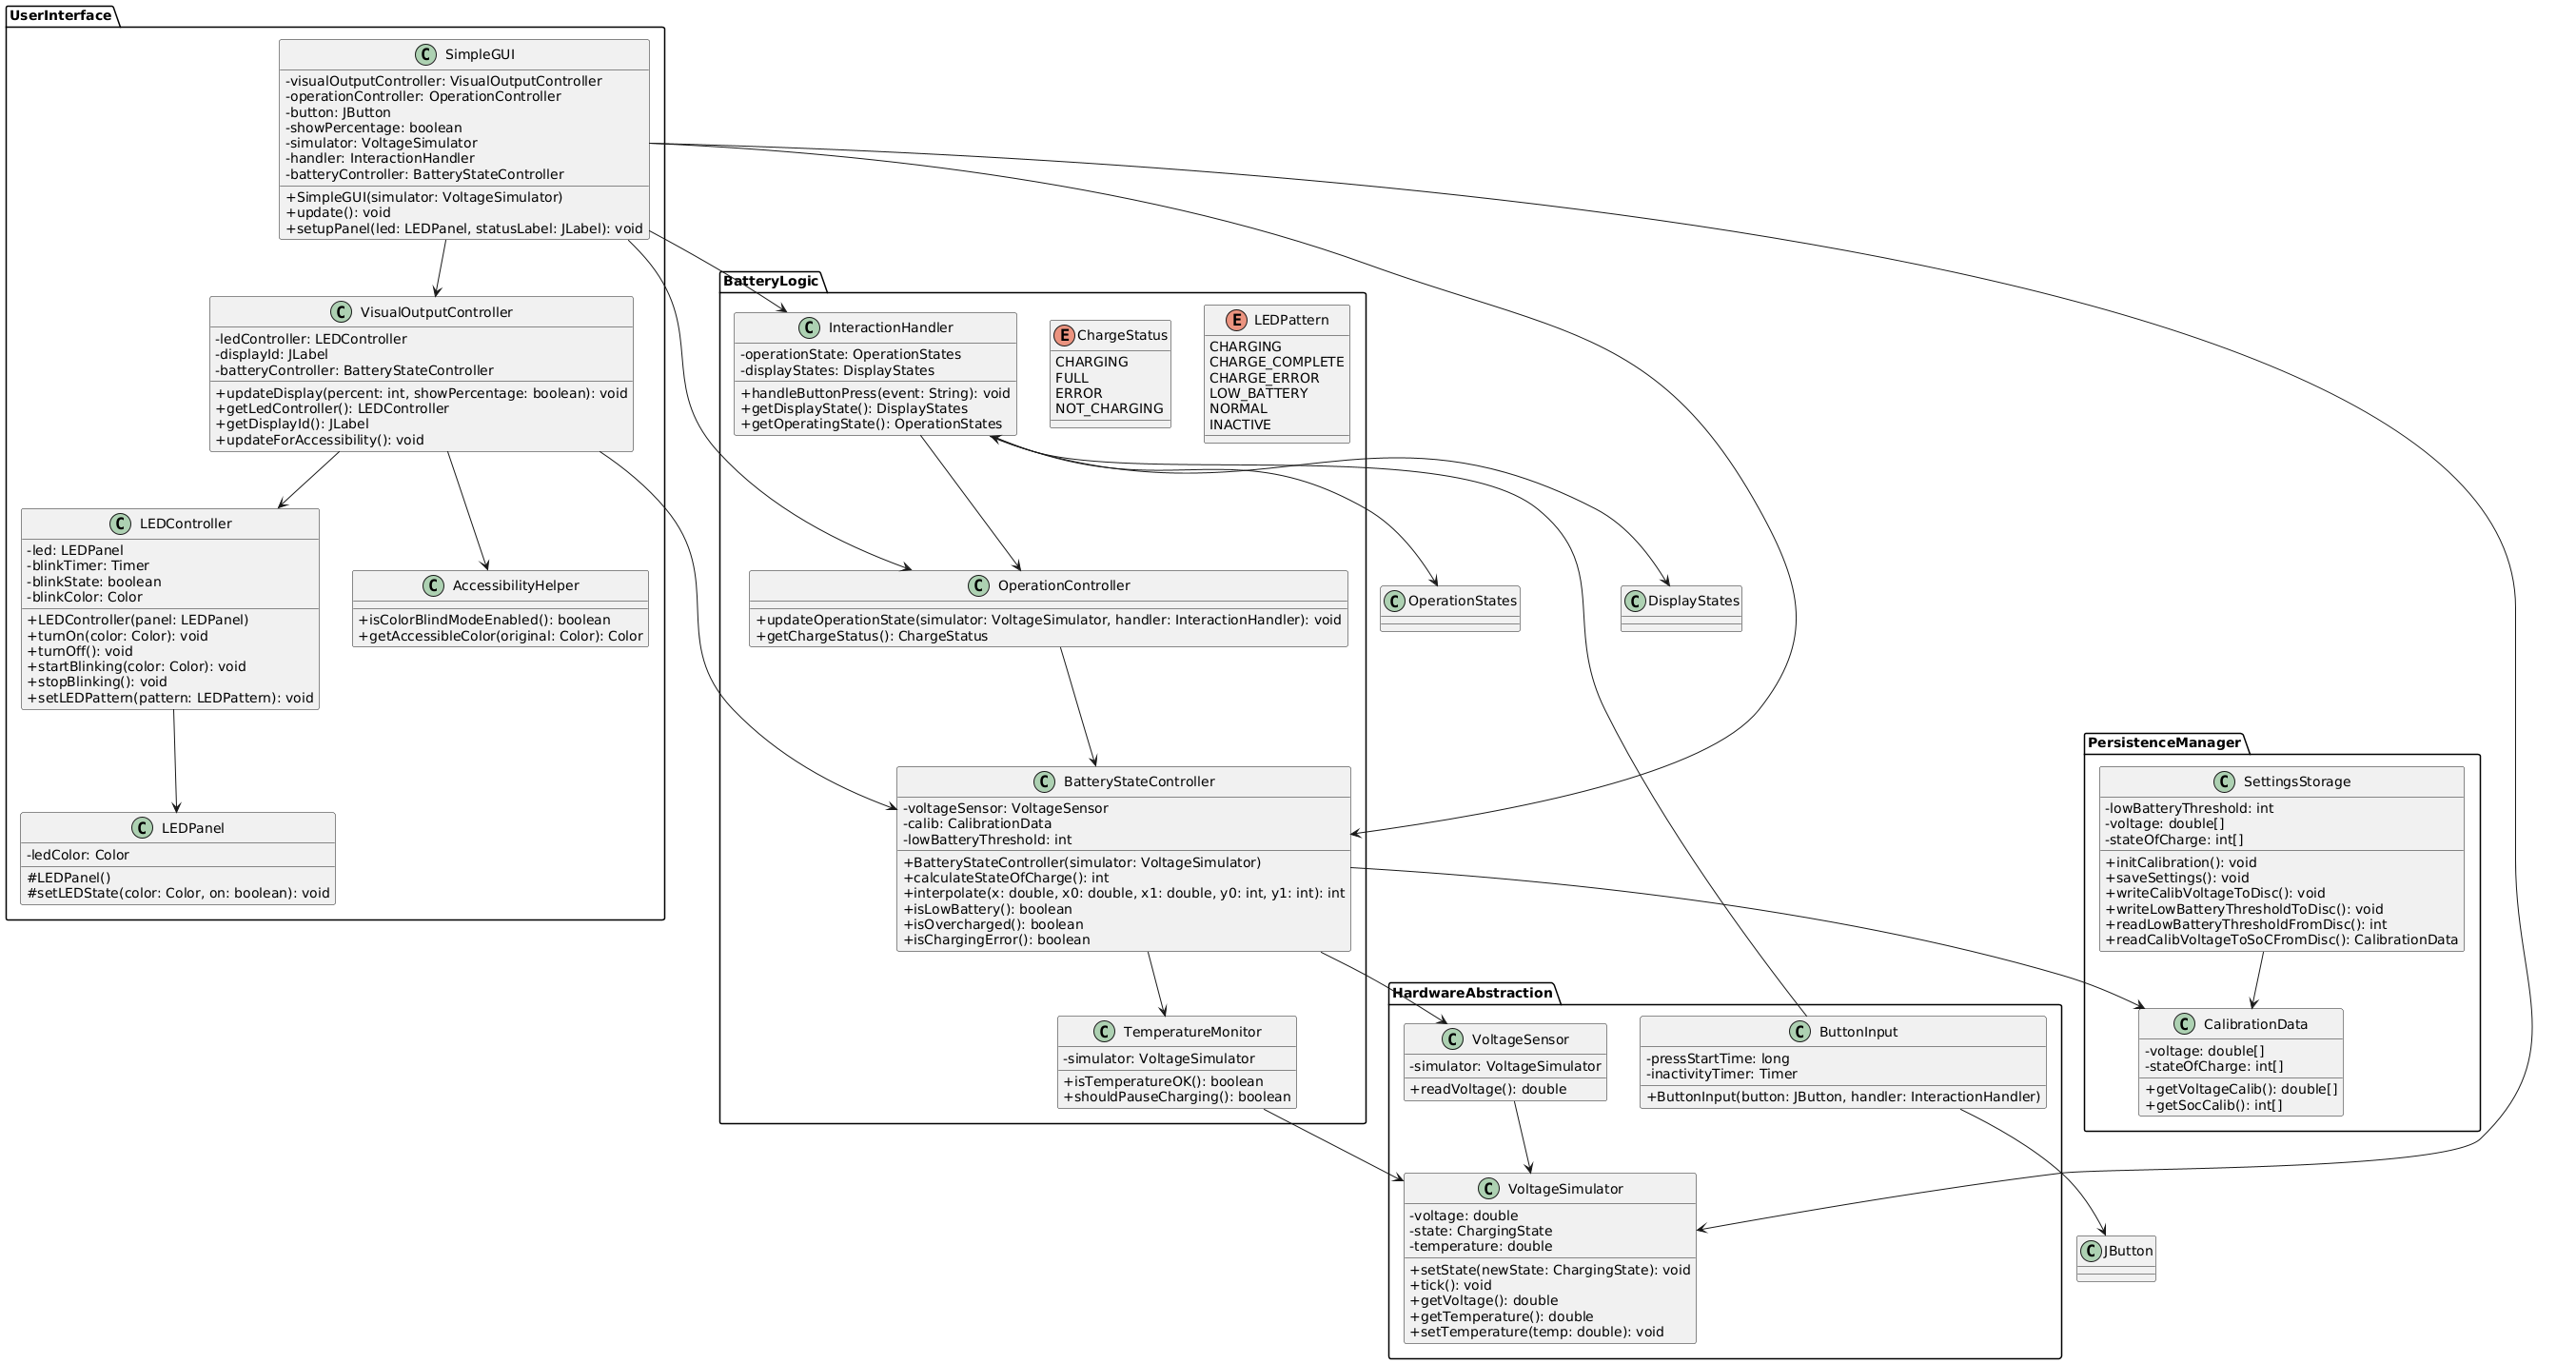 UserInterface
C SimpleGUI
-visualOutputController: VisualOutputController
-operationController: OperationController
-button: JButton
-showPercentage: boolean
-simulator: VoltageSimulator
-handler: InteractionHandler
-batteryController: BatteryStateController
+SimpleGUI(simulator: VoltageSimulator)
+update(): void
+setupPanel(led: LEDPanel, statusLabel: JLabel): void
C VisualOutputController
-ledController: LEDController
-displayId: JLabel
-batteryController: BatteryStateController
+updateDisplay(percent: int, showPercentage: boolean): void
+getLedController(): LEDController
+getDisplayId(): JLabel
+updateForAccessibility(): void
C LEDController
-led: LEDPanel
-blinkTimer: Timer
-blinkState: boolean
-blinkColor: Color
+LEDController(panel: LEDPanel)
+turnOn(color: Color): void
+turnOff(): void
+startBlinking(color: Color): void
+stopBlinking(): void
+setLEDPattern(pattern: LEDPattern): void
C AccessibilityHelper
+isColorBlindModeEnabled(): boolean
+getAccessibleColor(original: Color): Color
C LEDPanel
-ledColor: Color
#LEDPanel()
#setLEDState(color: Color, on: boolean): void
BatteryLogic
C InteractionHandler
-operationState: OperationStates
-displayStates: DisplayStates
+handleButtonPress(event: String): void
+getDisplayState(): DisplayStates
+getOperatingState(): OperationStates
E ChargeStatus
CHARGING
FULL
ERROR
NOT_CHARGING
E LEDPattern
CHARGING
CHARGE_COMPLETE
CHARGE_ERROR
LOW_BATTERY
NORMAL
INACTIVE
C OperationController
+updateOperationState(simulator: VoltageSimulator, handler: InteractionHandler): void
+getChargeStatus(): ChargeStatus
C BatteryStateController
-voltageSensor: VoltageSensor
-calib: CalibrationData
-lowBatteryThreshold: int
+BatteryStateController(simulator: VoltageSimulator)
+calculateStateOfCharge(): int
+interpolate(x: double, x0: double, x1: double, y0: int, y1: int): int
+isLowBattery(): boolean
+isOvercharged(): boolean
+isChargingError(): boolean
C TemperatureMonitor
-simulator: VoltageSimulator
+isTemperatureOK(): boolean
+shouldPauseCharging(): boolean
C OperationStates
C DisplayStates
HardwareAbstraction
C VoltageSensor
-simulator: VoltageSimulator
+readVoltage(): double
C ButtonInput
-pressStartTime: long
-inactivityTimer: Timer
+ButtonInput(button: JButton, handler: InteractionHandler)
C VoltageSimulator
-voltage: double
-state: ChargingState
-temperature: double
+setState(newState: ChargingState): void
+tick(): void
+getVoltage(): double
+getTemperature(): double
+setTemperature(temp: double): void
PersistenceManager
C SettingsStorage
-lowBatteryThreshold: int
-voltage: double[]
-stateOfCharge: int[]
+initCalibration(): void
+saveSettings(): void
+writeCalibVoltageToDisc(): void
+writeLowBatteryThresholdToDisc(): void
+readLowBatteryThresholdFromDisc(): int
+readCalibVoltageToSoCFromDisc(): CalibrationData
C CalibrationData
-voltage: double[]
-stateOfCharge: int[]
+getVoltageCalib(): double[]
+getSocCalib(): int[]
C JButton